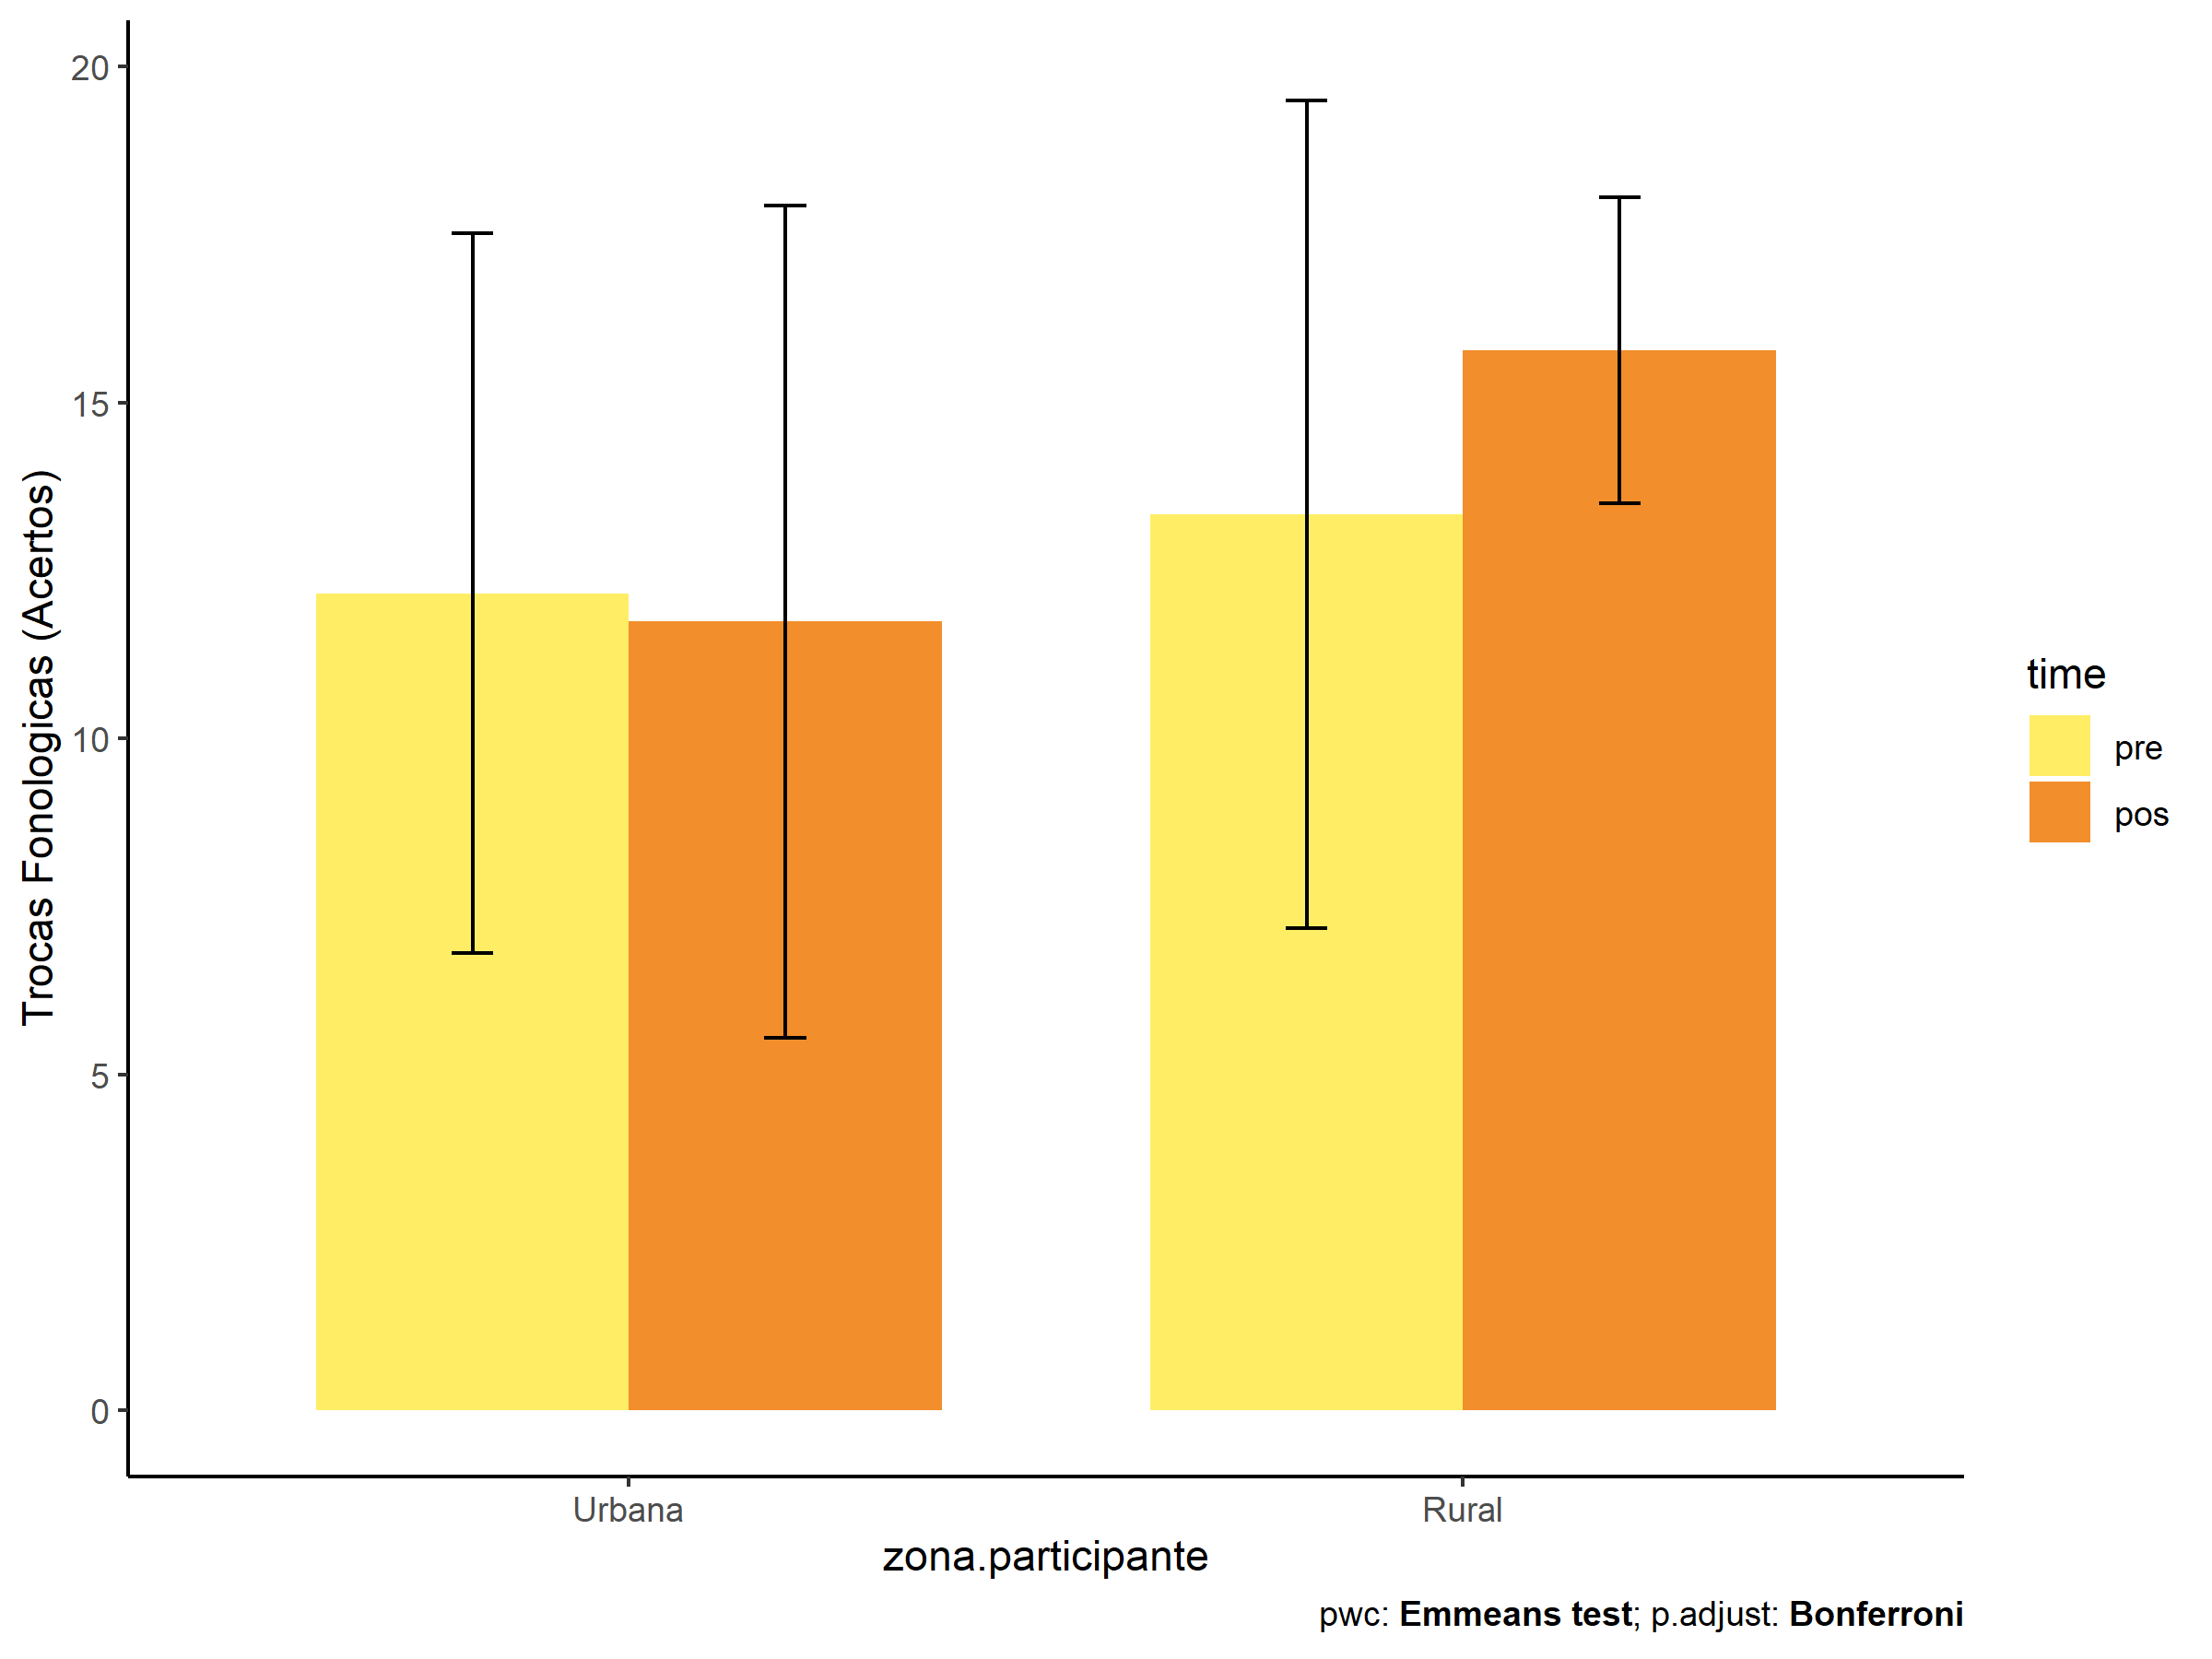 20
15
10
5
0
Trocas Fonologicas (Acertos)
Urbana
Rural
zona.participante
time
pre
pos
pwc: Emmeans test; p.adjust: Bonferroni